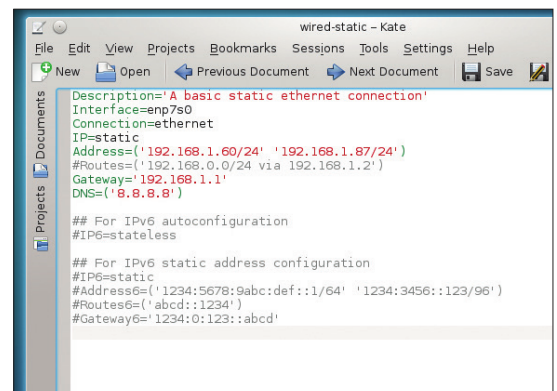 wired-static – Kate
File Edit View Projects Bookmarks Sessions Tools Settings Help
New Open Previous Document Next Document Save
Documents
Projects
Description='A basic static ethernet connection'
Interface=enp7s0
Connection=ethernet
IP=static
Address=('192.168.1.60/24' '192.168.1.87/24')
#Routes=('192.168.0.0/24 via 192.168.1.2')
Gateway='192.168.1.1'
DNS=('8.8.8.8')
## For IPv6 autoconfiguration
#IP6=stateless
## For IPv6 static address configuration
#IP6=static
#Address6=('1234:5678:9abc:def::1/64' '1234:3456::123/96')
#Routes6=('abcd::1234')
#Gateway6='1234:0:123::abcd'